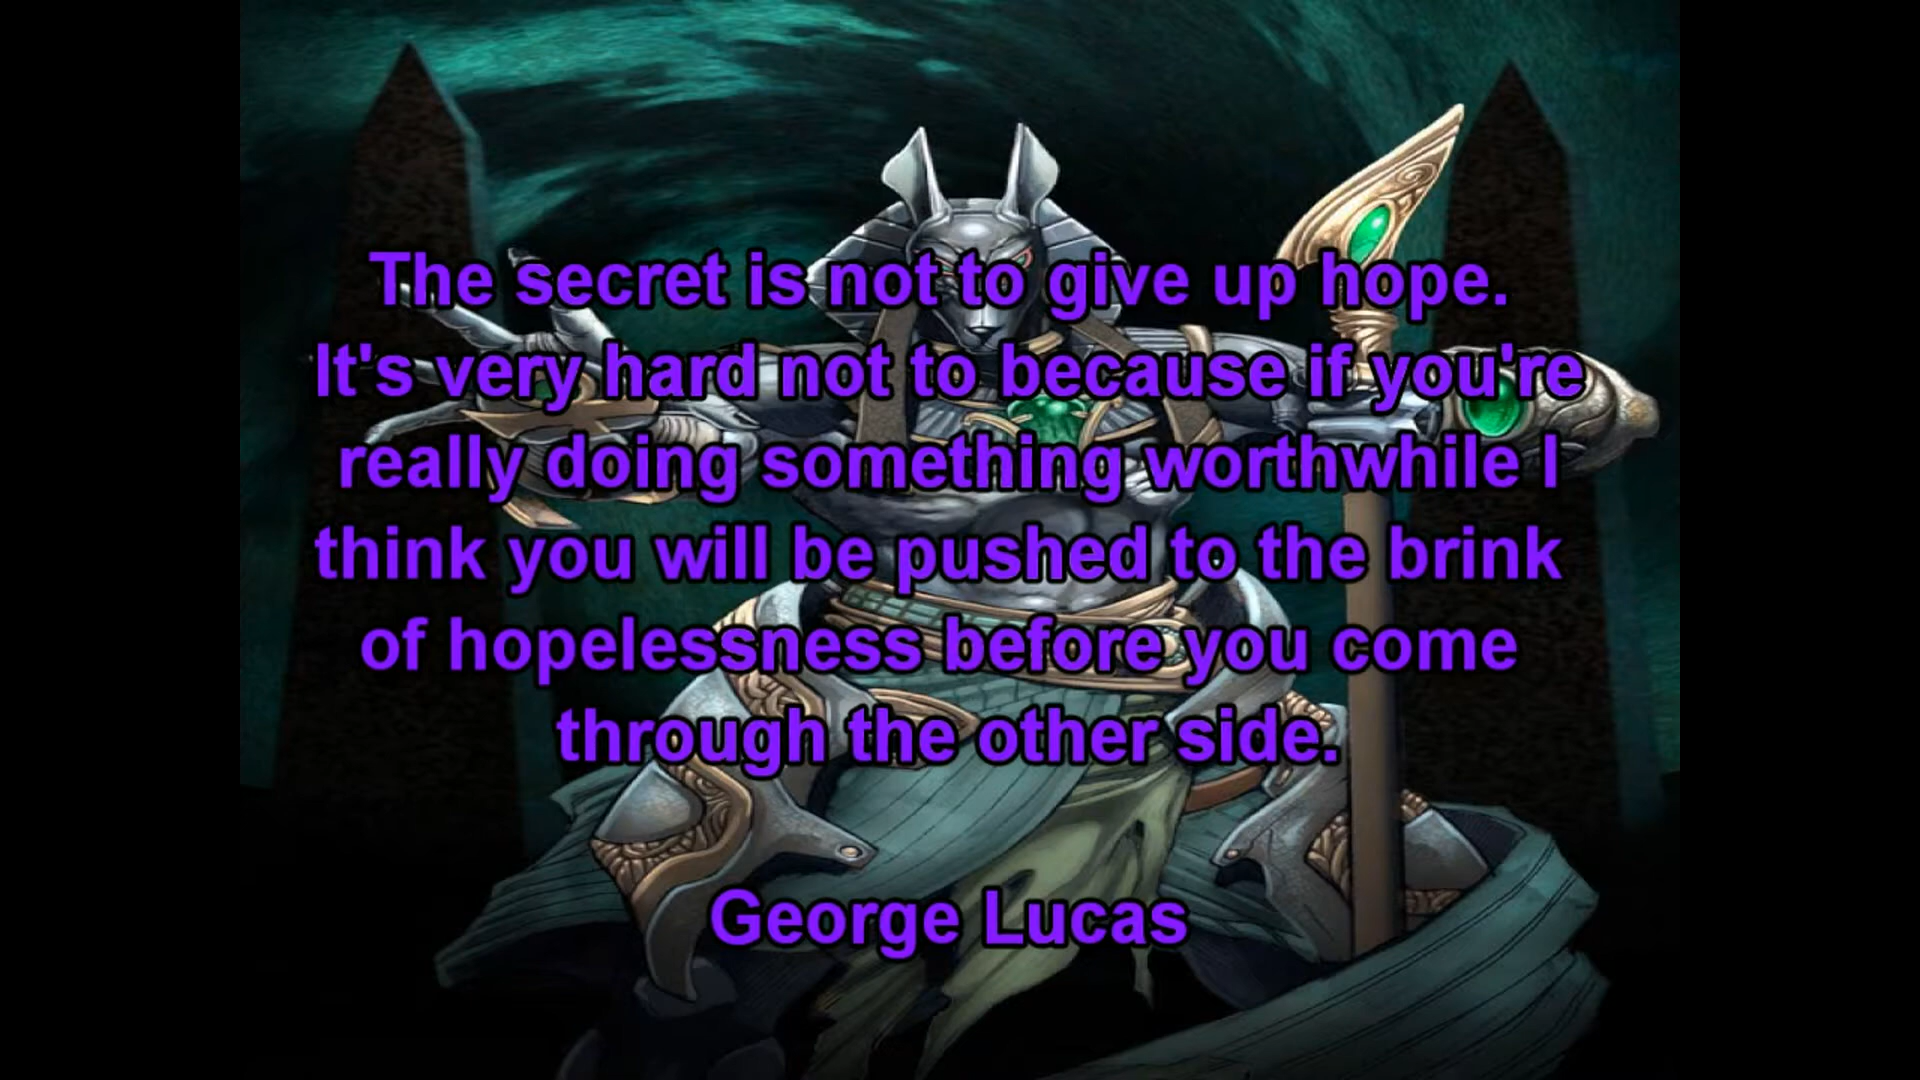 The secret is not to give up hope.
It's very hard not to because if you're
really doing something worthwhile I
think you will be pushed to the brink
of hopelessness before you come
through the other side.
George Lucas